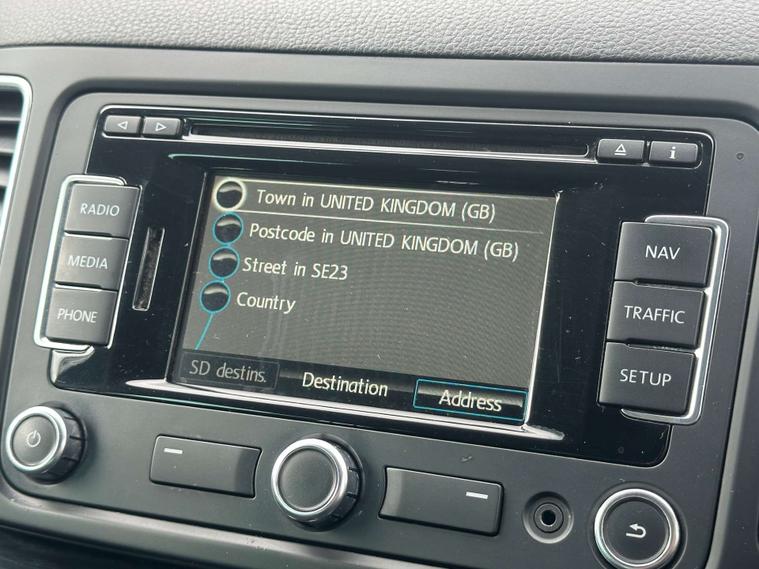 RADIO
MEDIA
PHONE
Town in UNITED KINGDOM (GB)
Postcode in UNITED KINGDOM (GB)
Street in SE23
Country
SD destins.
Destination
Address
i
NAV
TRAFFIC
SETUP